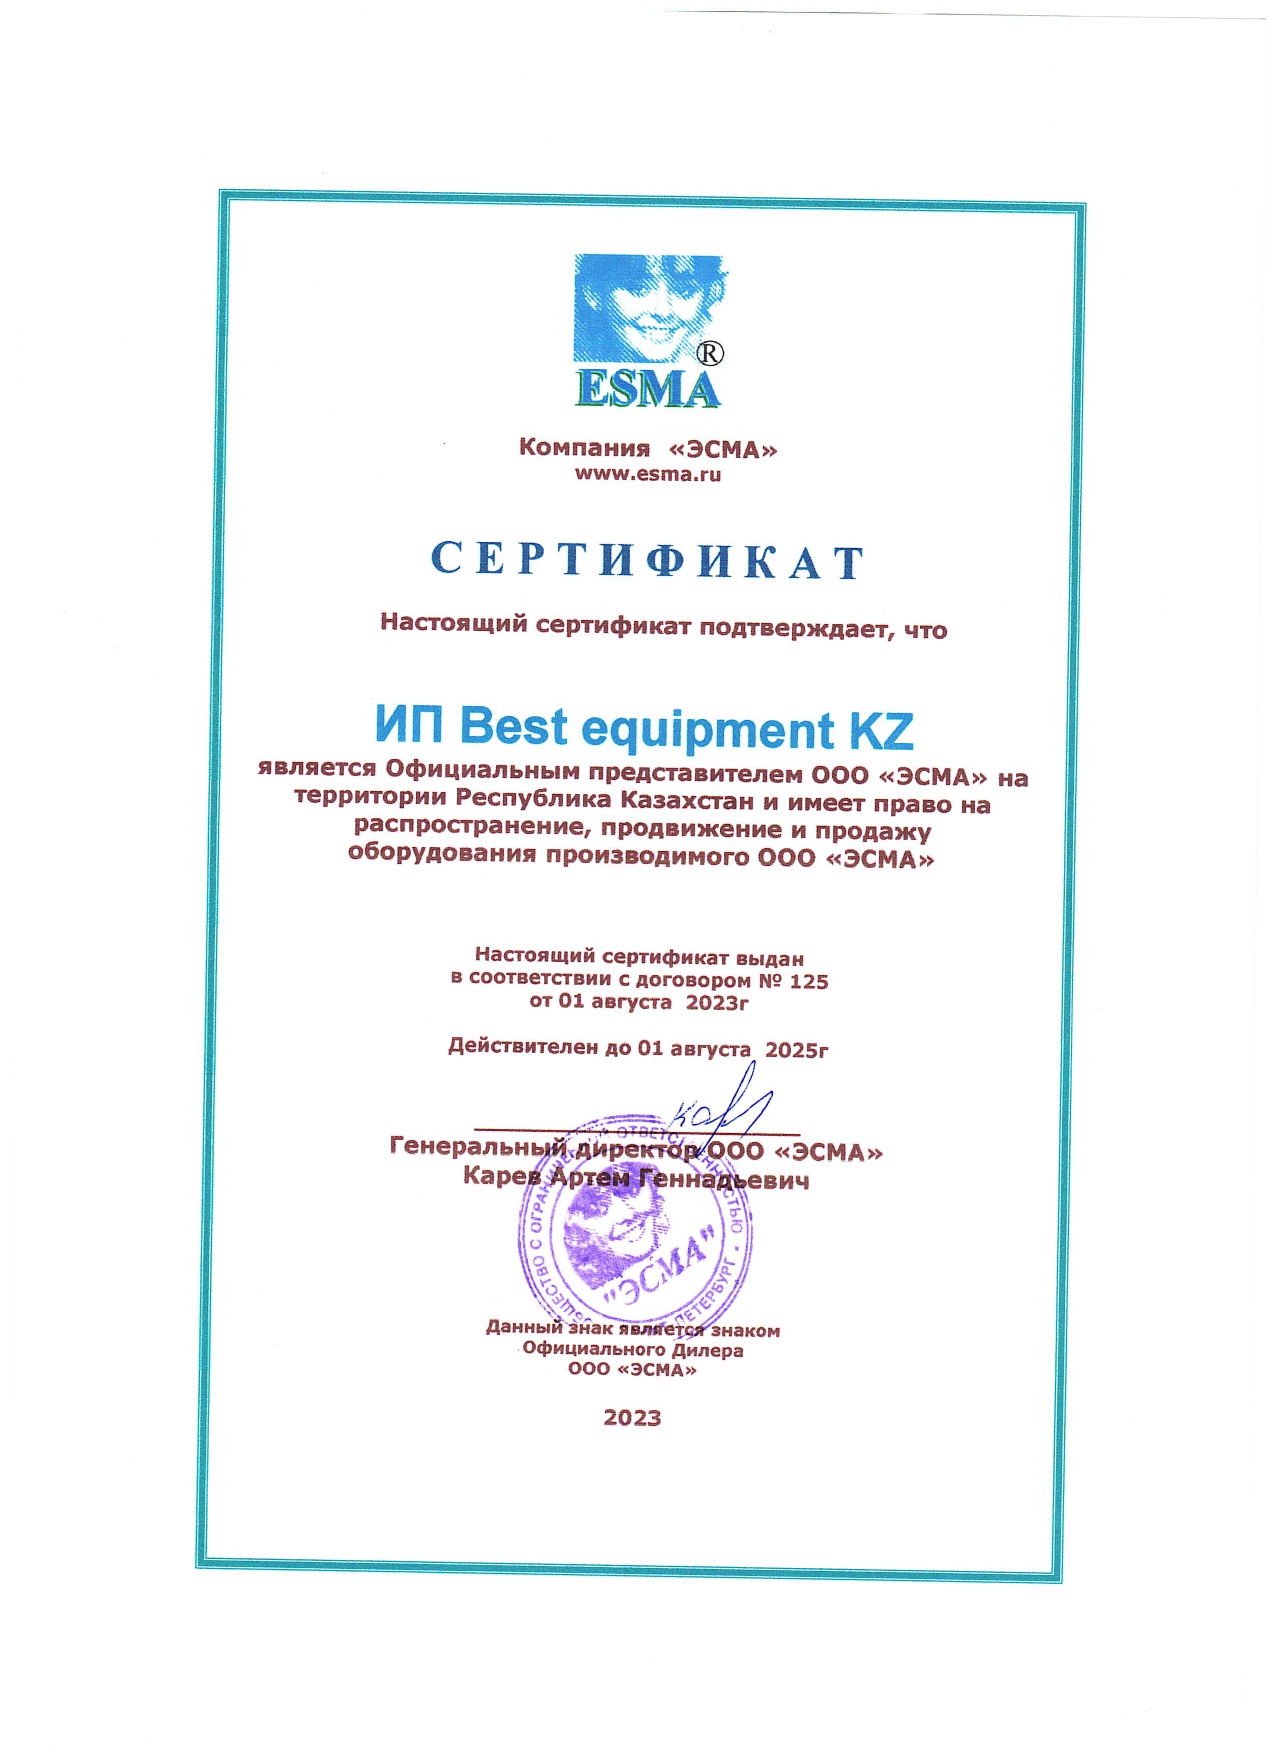 ®
ESMA
Компания «ЭСМА»
www.esma.ru
СЕРТИФИКАТ
Настоящий сертификат подтверждает, что
ИП Best equipment KZ
является Официальным представителем ООО «ЭСМА» на
территории Республика Казахстан и имеет право на
распространение, продвижение и продажу
оборудования производимого ООО «ЭСМА»
Настоящий сертификат выдан
в соответствии с договором № 125
от 01 августа 2023г
Действителен до 01 августа 2025г
Генеральный директор ООО «ЭСМА»
Карев Артем Геннадьевич
ОБЩЕСТВО С ОГРАНИЧЕННОЙ ОТВЕТСТВЕННОСТЬЮ
"ЭСМА"
ПЕТЕРБУРГ
Данный знак является знаком
Официального Дилера
ООО «ЭСМА»
2023